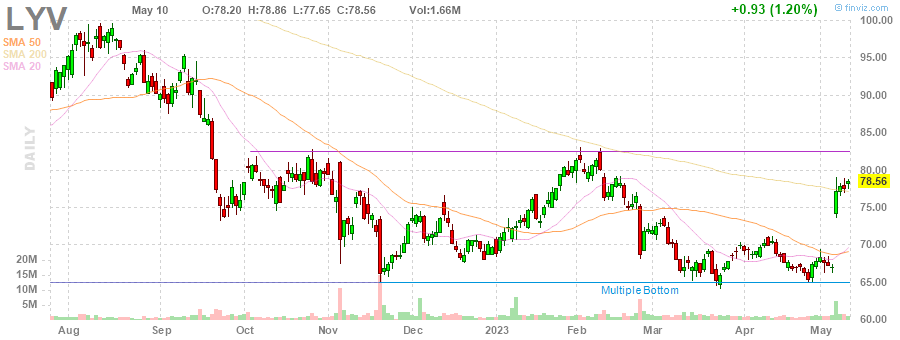 LYV May 10 O:78.20 H:78.86 L:77.65 C:78.56 Vol:1.66M +0.93 (1.20%) @ finviz.com
SMA 50
SMA 200
SMA 20
DAILY
100.00
95.00
90.00
85.00
80.00
78.56
75.00
70.00
65.00
60.00
20M
15M
10M
5M
Multiple Bottom
Aug Sep Oct Nov Dec 2023 Feb Mar Apr May